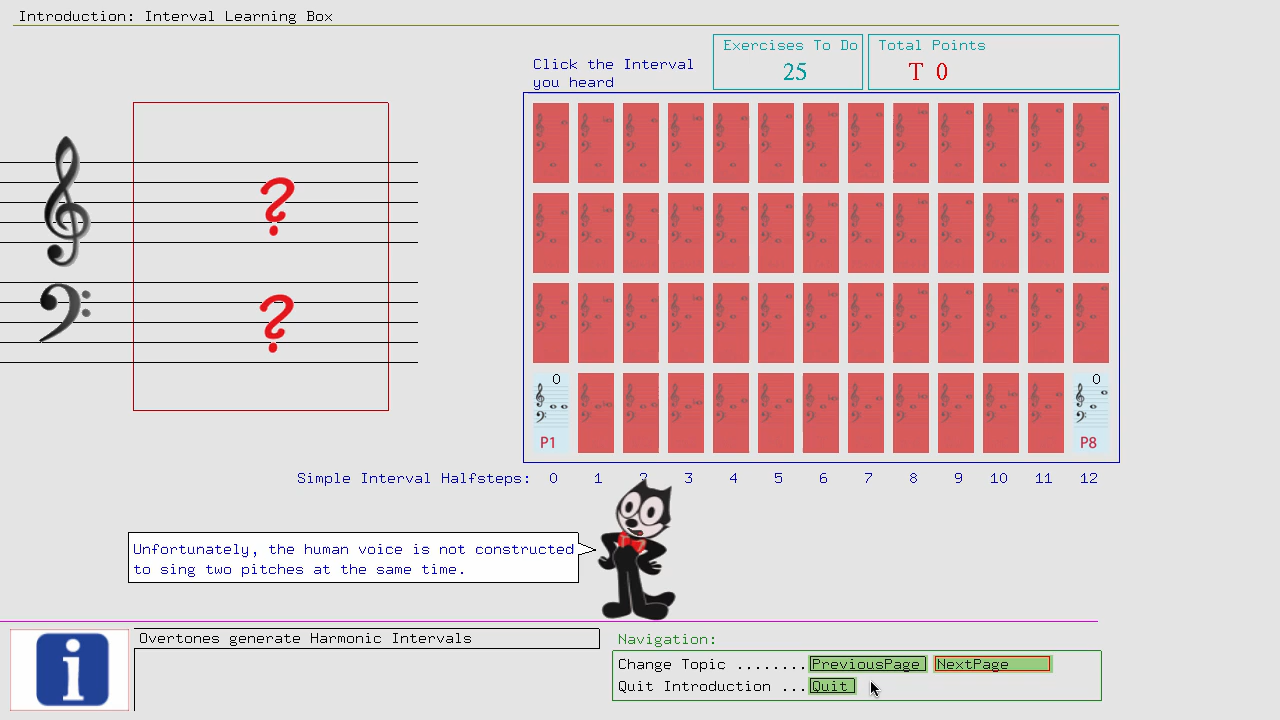 Introduction: Interval Learning Box
Click the Interval
you heard
Exercises To Do
25
Total Points
T 0
?
?
0
P1
0
P8
Simple Interval Halfsteps: 0 1 2 3 4 5 6 7 8 9 10 11 12
Unfortunately, the human voice is not constructed
to sing two pitches at the same time.
Overtones generate Harmonic Intervals
Navigation:
Change Topic ........PreviousPage NextPage
Quit Introduction ...Quit